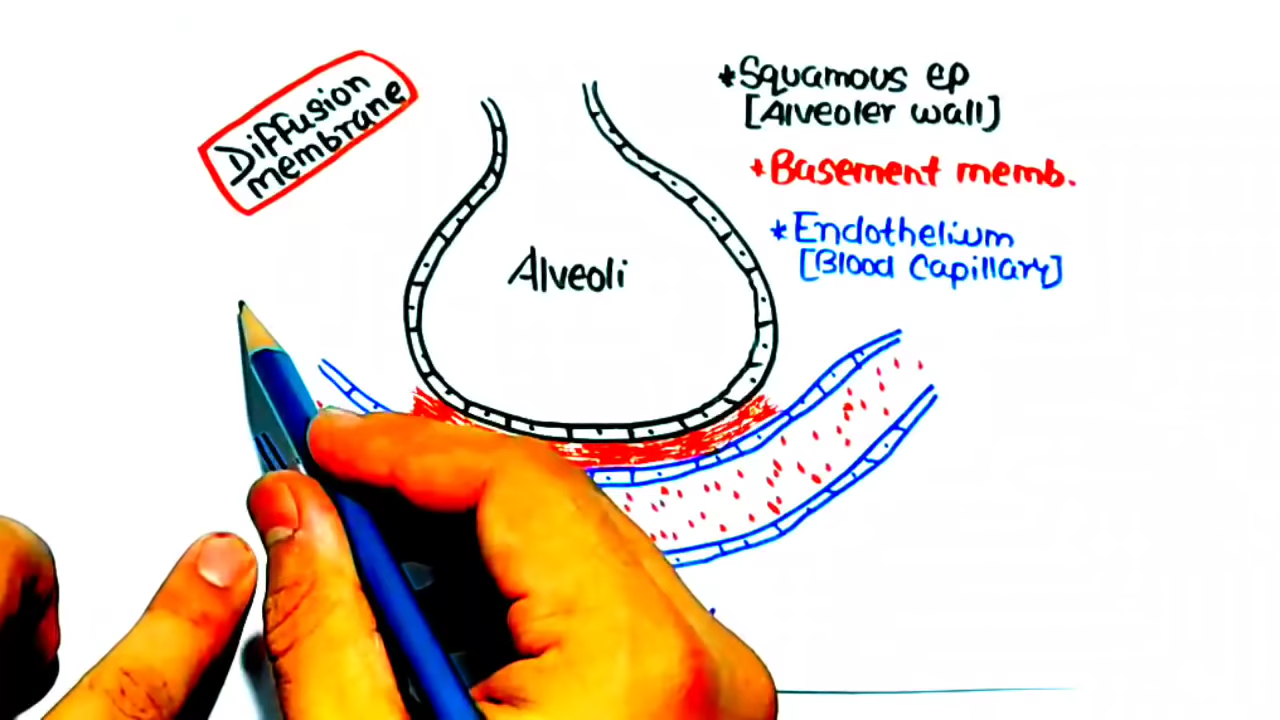 Diffusion
membrane
*Squamous ep
[Alveoler wall]
*Basement memb.
*Endothelium
[Blood Capillary]
Alveoli